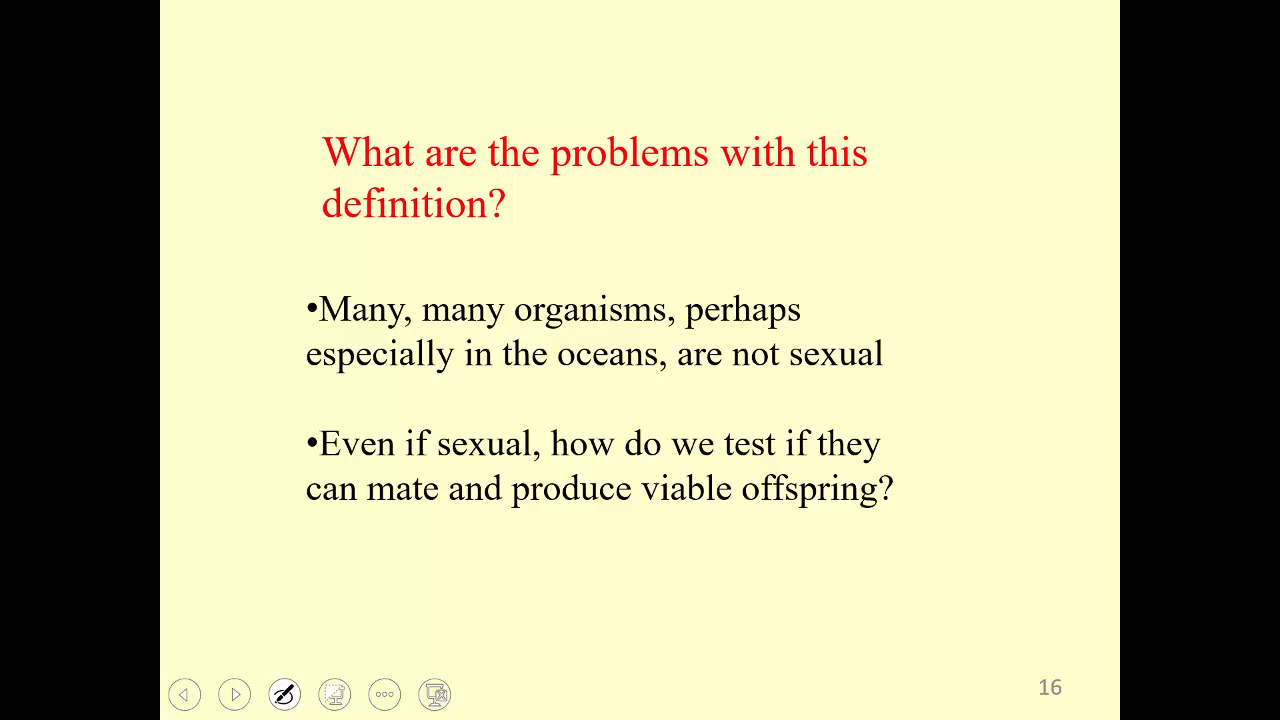 What are the problems with this
definition?
•Many, many organisms, perhaps
especially in the oceans, are not sexual
•Even if sexual, how do we test if they
can mate and produce viable offspring?
16